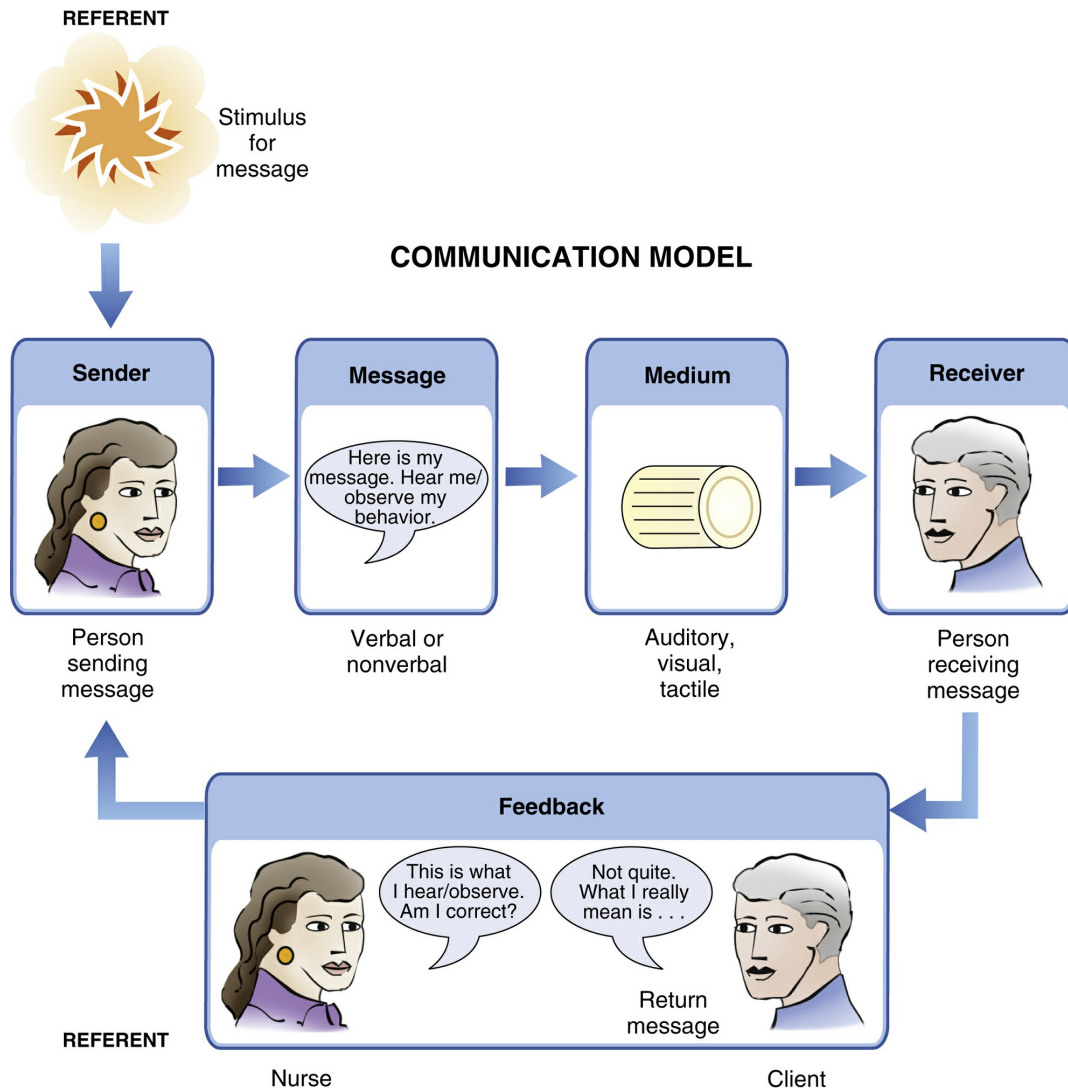 REFERENT
Stimulus
for
message
COMMUNICATION MODEL
Sender
Message
Medium
Receiver
Here is my
message. Hear me/
observe my
behavior.
Person
sending
message
Verbal or
nonverbal
Auditory,
visual,
tactile
Person
receiving
message
Feedback
This is what
I hear/observe.
Am I correct?
Not quite.
What I really
mean is . . .
Return
message
REFERENT
Nurse
Client